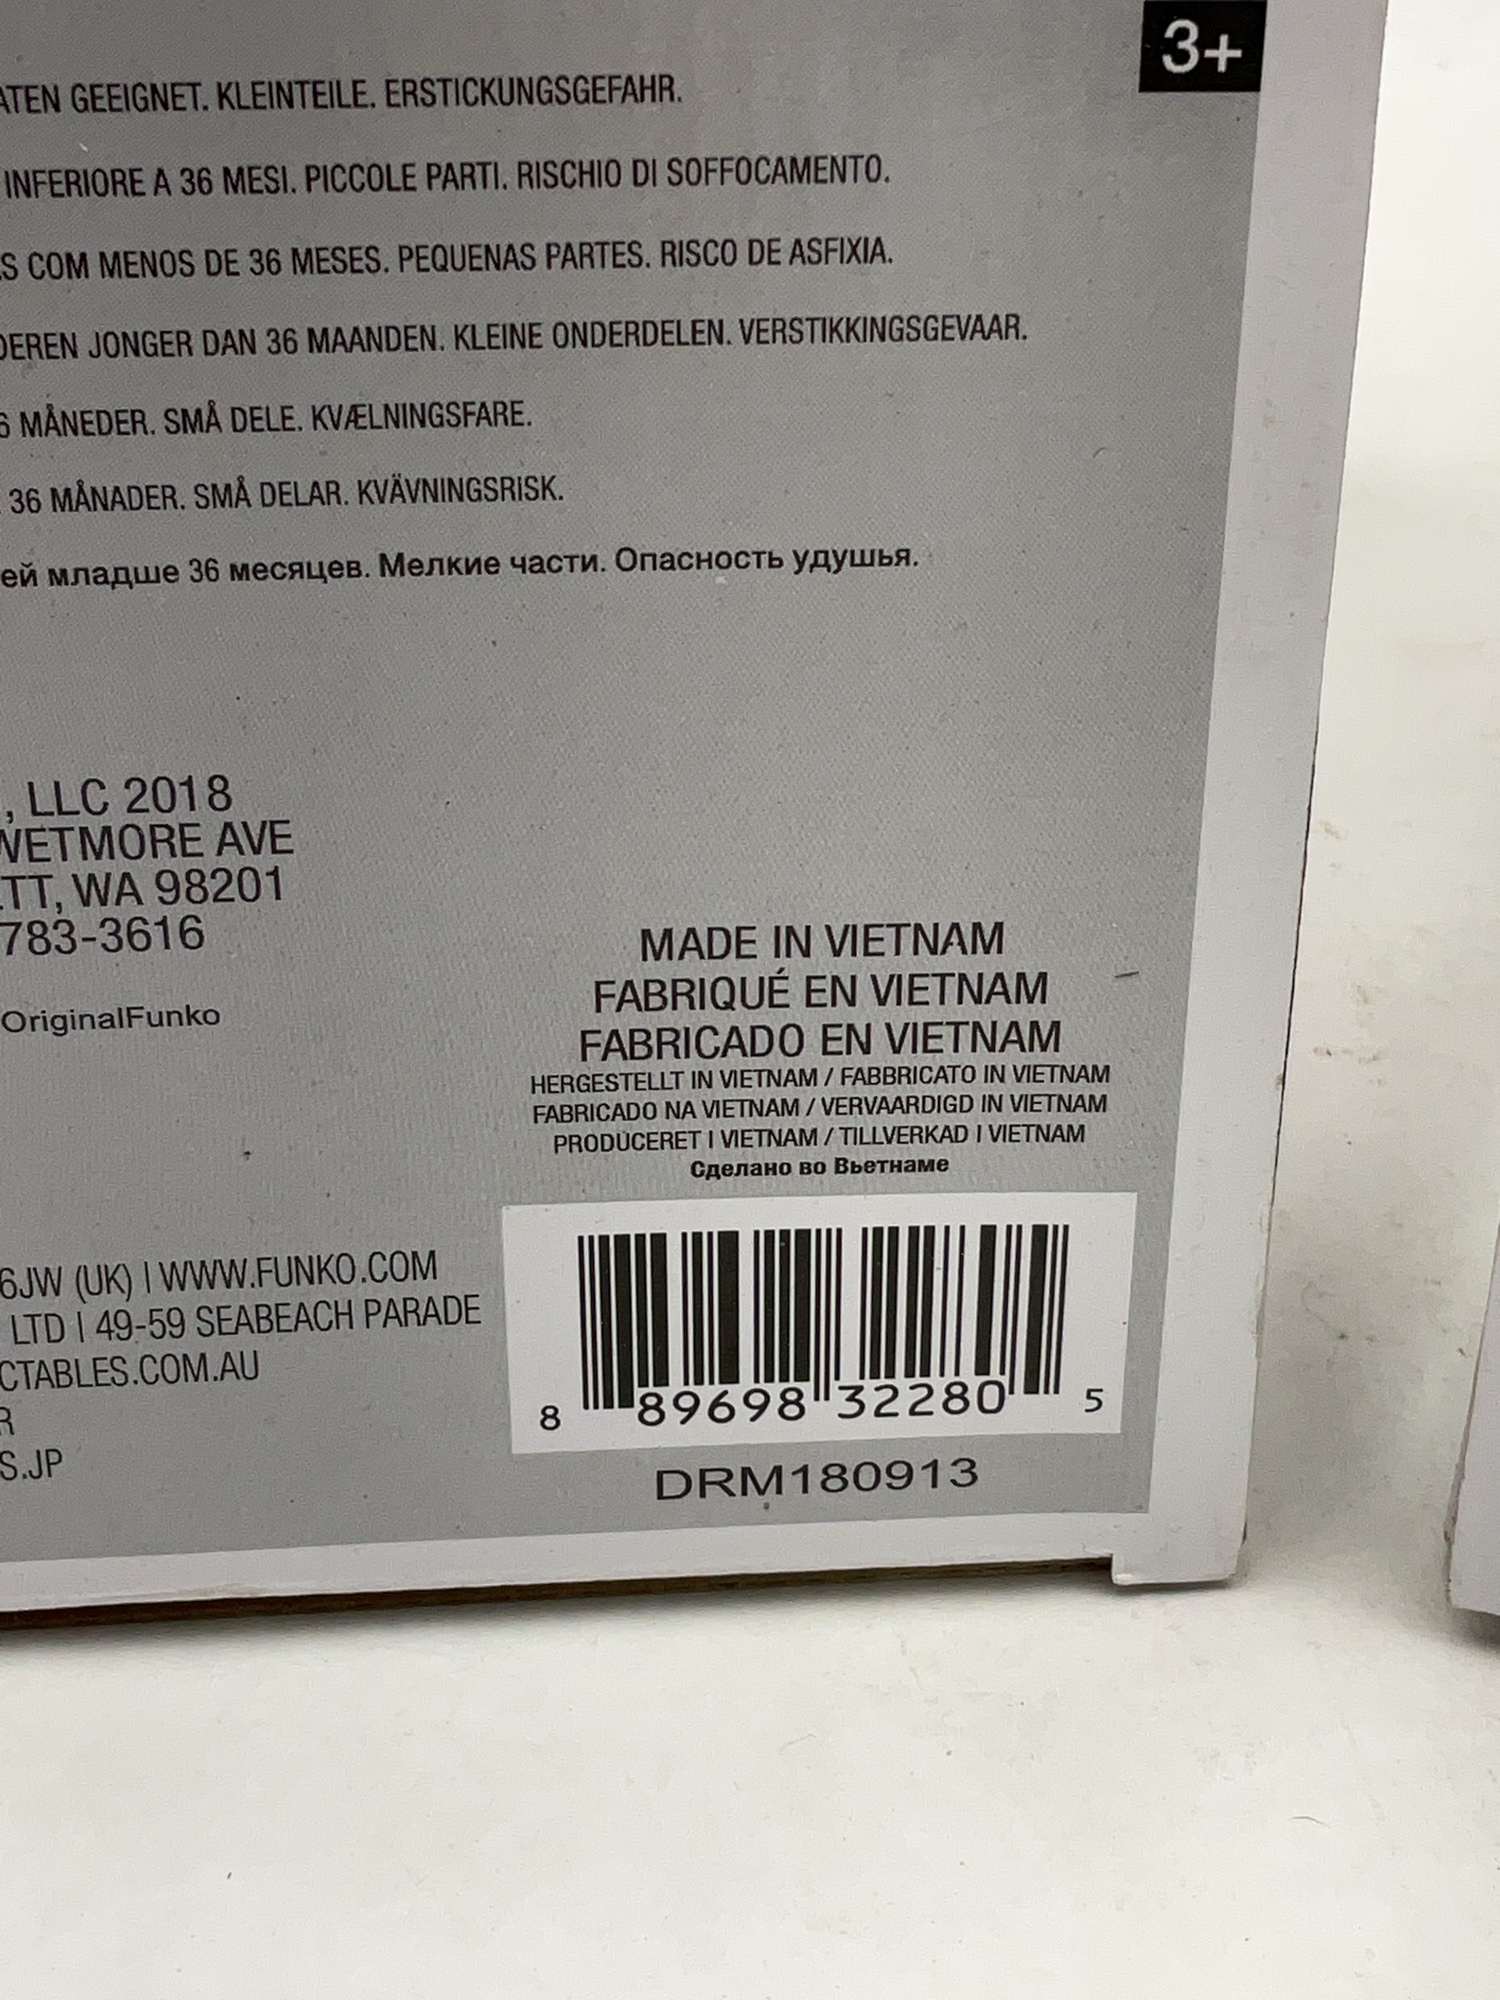 3+
ATEN GEEIGNET. KLEINTEILE. ERSTICKUNGSGEFAHR.
INFERIORE A 36 MESI. PICCOLE PARTI. RISCHIO DI SOFFOCAMENTO.
S COM MENOS DE 36 MESES. PEQUENAS PARTES. RISCO DE ASFIXIA.
DEREN JONGER DAN 36 MAANDEN. KLEINE ONDERDELEN. VERSTIKKINGSGEVAAR.
6 MÅNEDER. SMÅ DELE. KVÆLNINGSFARE.
36 MÅNADER. SMÅ DELAR. KVÄVNINGSRISK.
ей младше 36 месяцев. Мелкие части. Опасность удушья.
, LLC 2018
WETMORE AVE
TT, WA 98201
783-3616
OriginalFunko
MADE IN VIETNAM
FABRIQUÉ EN VIETNAM
FABRICADO EN VIETNAM
HERGESTELLT IN VIETNAM / FABBRICATO IN VIETNAM
FABRICADO NA VIETNAM / VERVAARDIGD IN VIETNAM
PRODUCERET I VIETNAM / TILLVERKAD I VIETNAM
Сделано во Вьетнаме
6JW (UK) | WWW.FUNKO.COM
LTD | 49-59 SEABEACH PARADE
CTABLES.COM.AU
R
S.JP
8 89698 32280 5
DRM180913